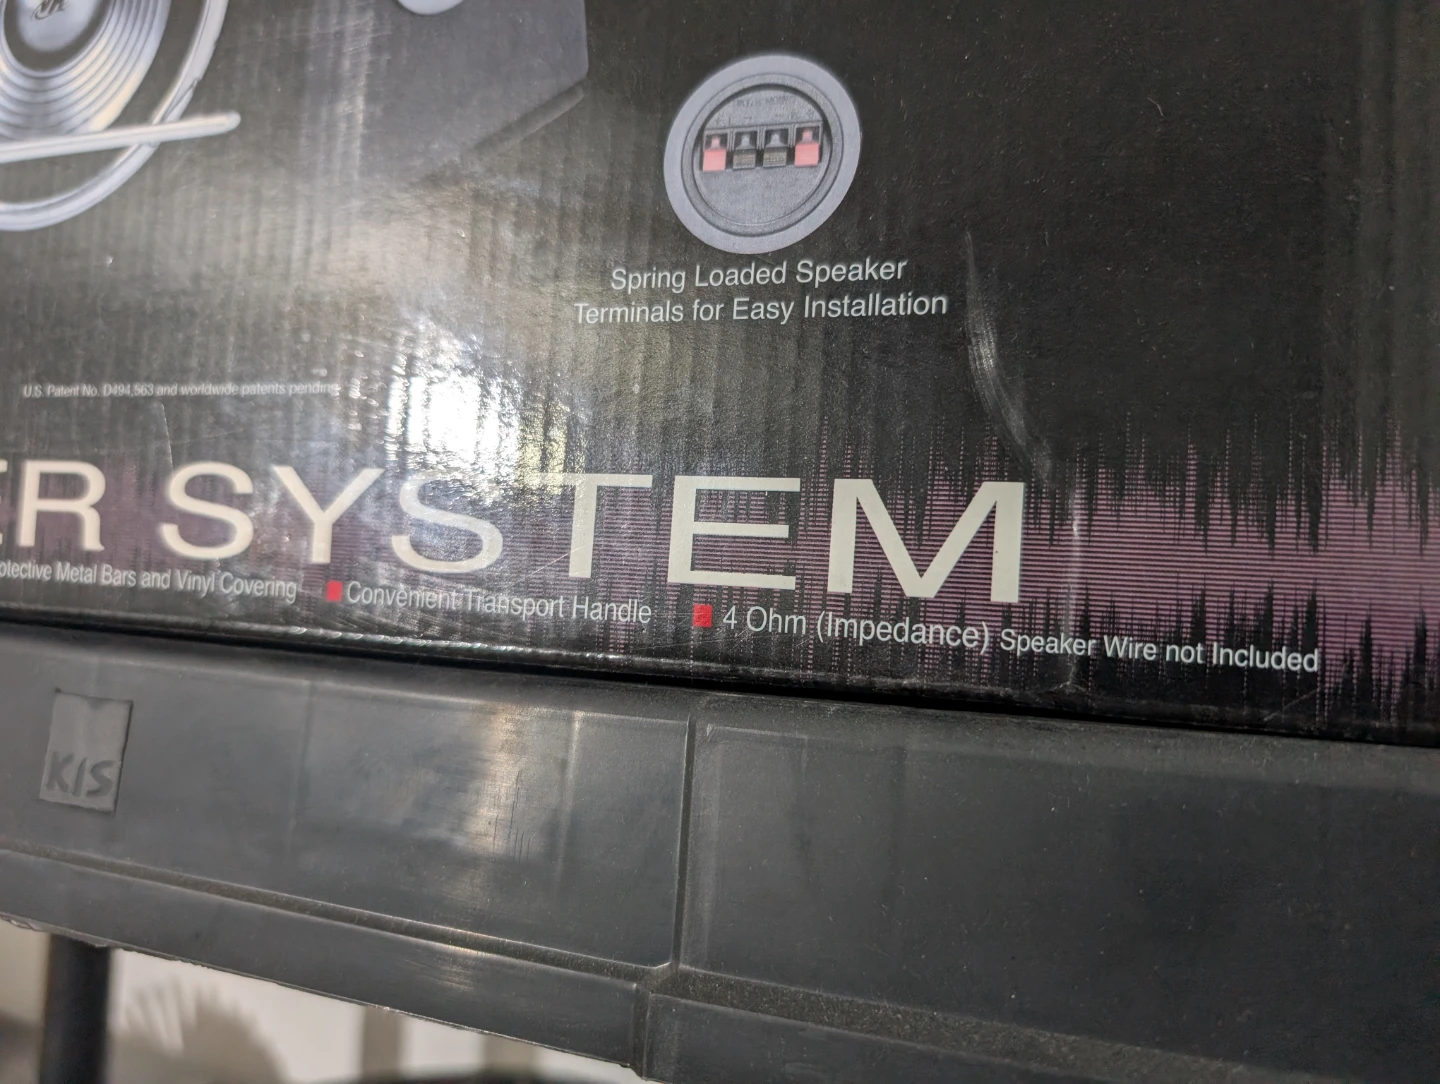 Spring Loaded Speaker
Terminals for Easy Installation
U.S. Patent No. D494,563 and worldwide patents pending
ER SYSTEM
otective Metal Bars and Vinyl Covering ■ Convenient Transport Handle ■ 4 Ohm (Impedance) Speaker Wire not Included
KIS